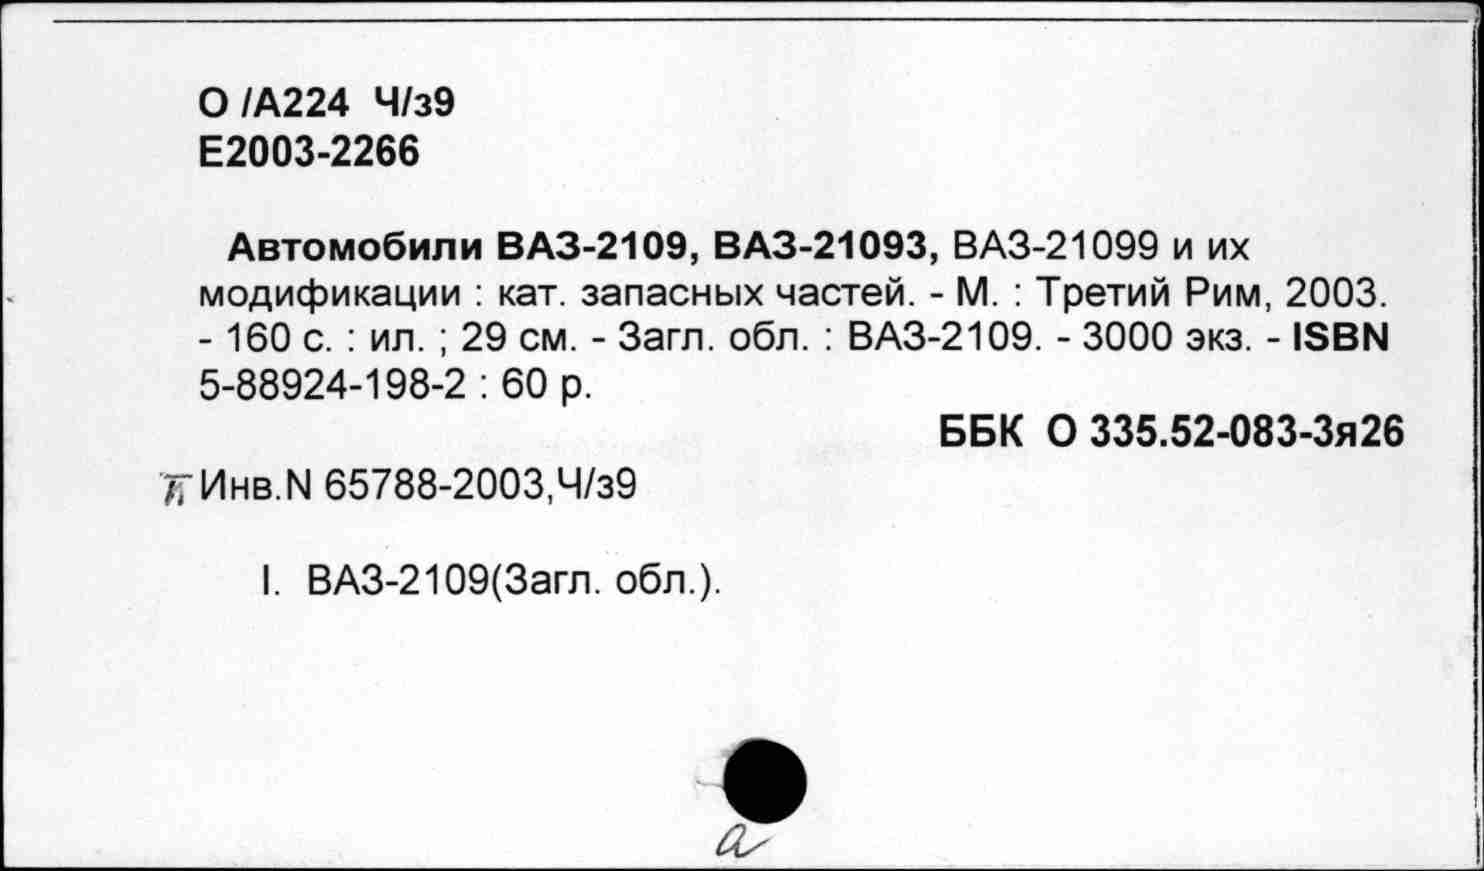 О /А224 Ч/з9
Е2003-2266
Автомобили ВАЗ-2109, ВАЗ-21093, ВАЗ-21099 и их
модификации : кат. запасных частей. - М. : Третий Рим, 2003.
- 160 с. : ил. ; 29 см. - Загл. обл. : ВАЗ-2109. - 3000 экз. - ISBN
5-88924-198-2 : 60 р.
ББК О 335.52-083-3я26
Инв.N 65788-2003,Ч/з9
I. ВАЗ-2109(Загл. обл.).
а